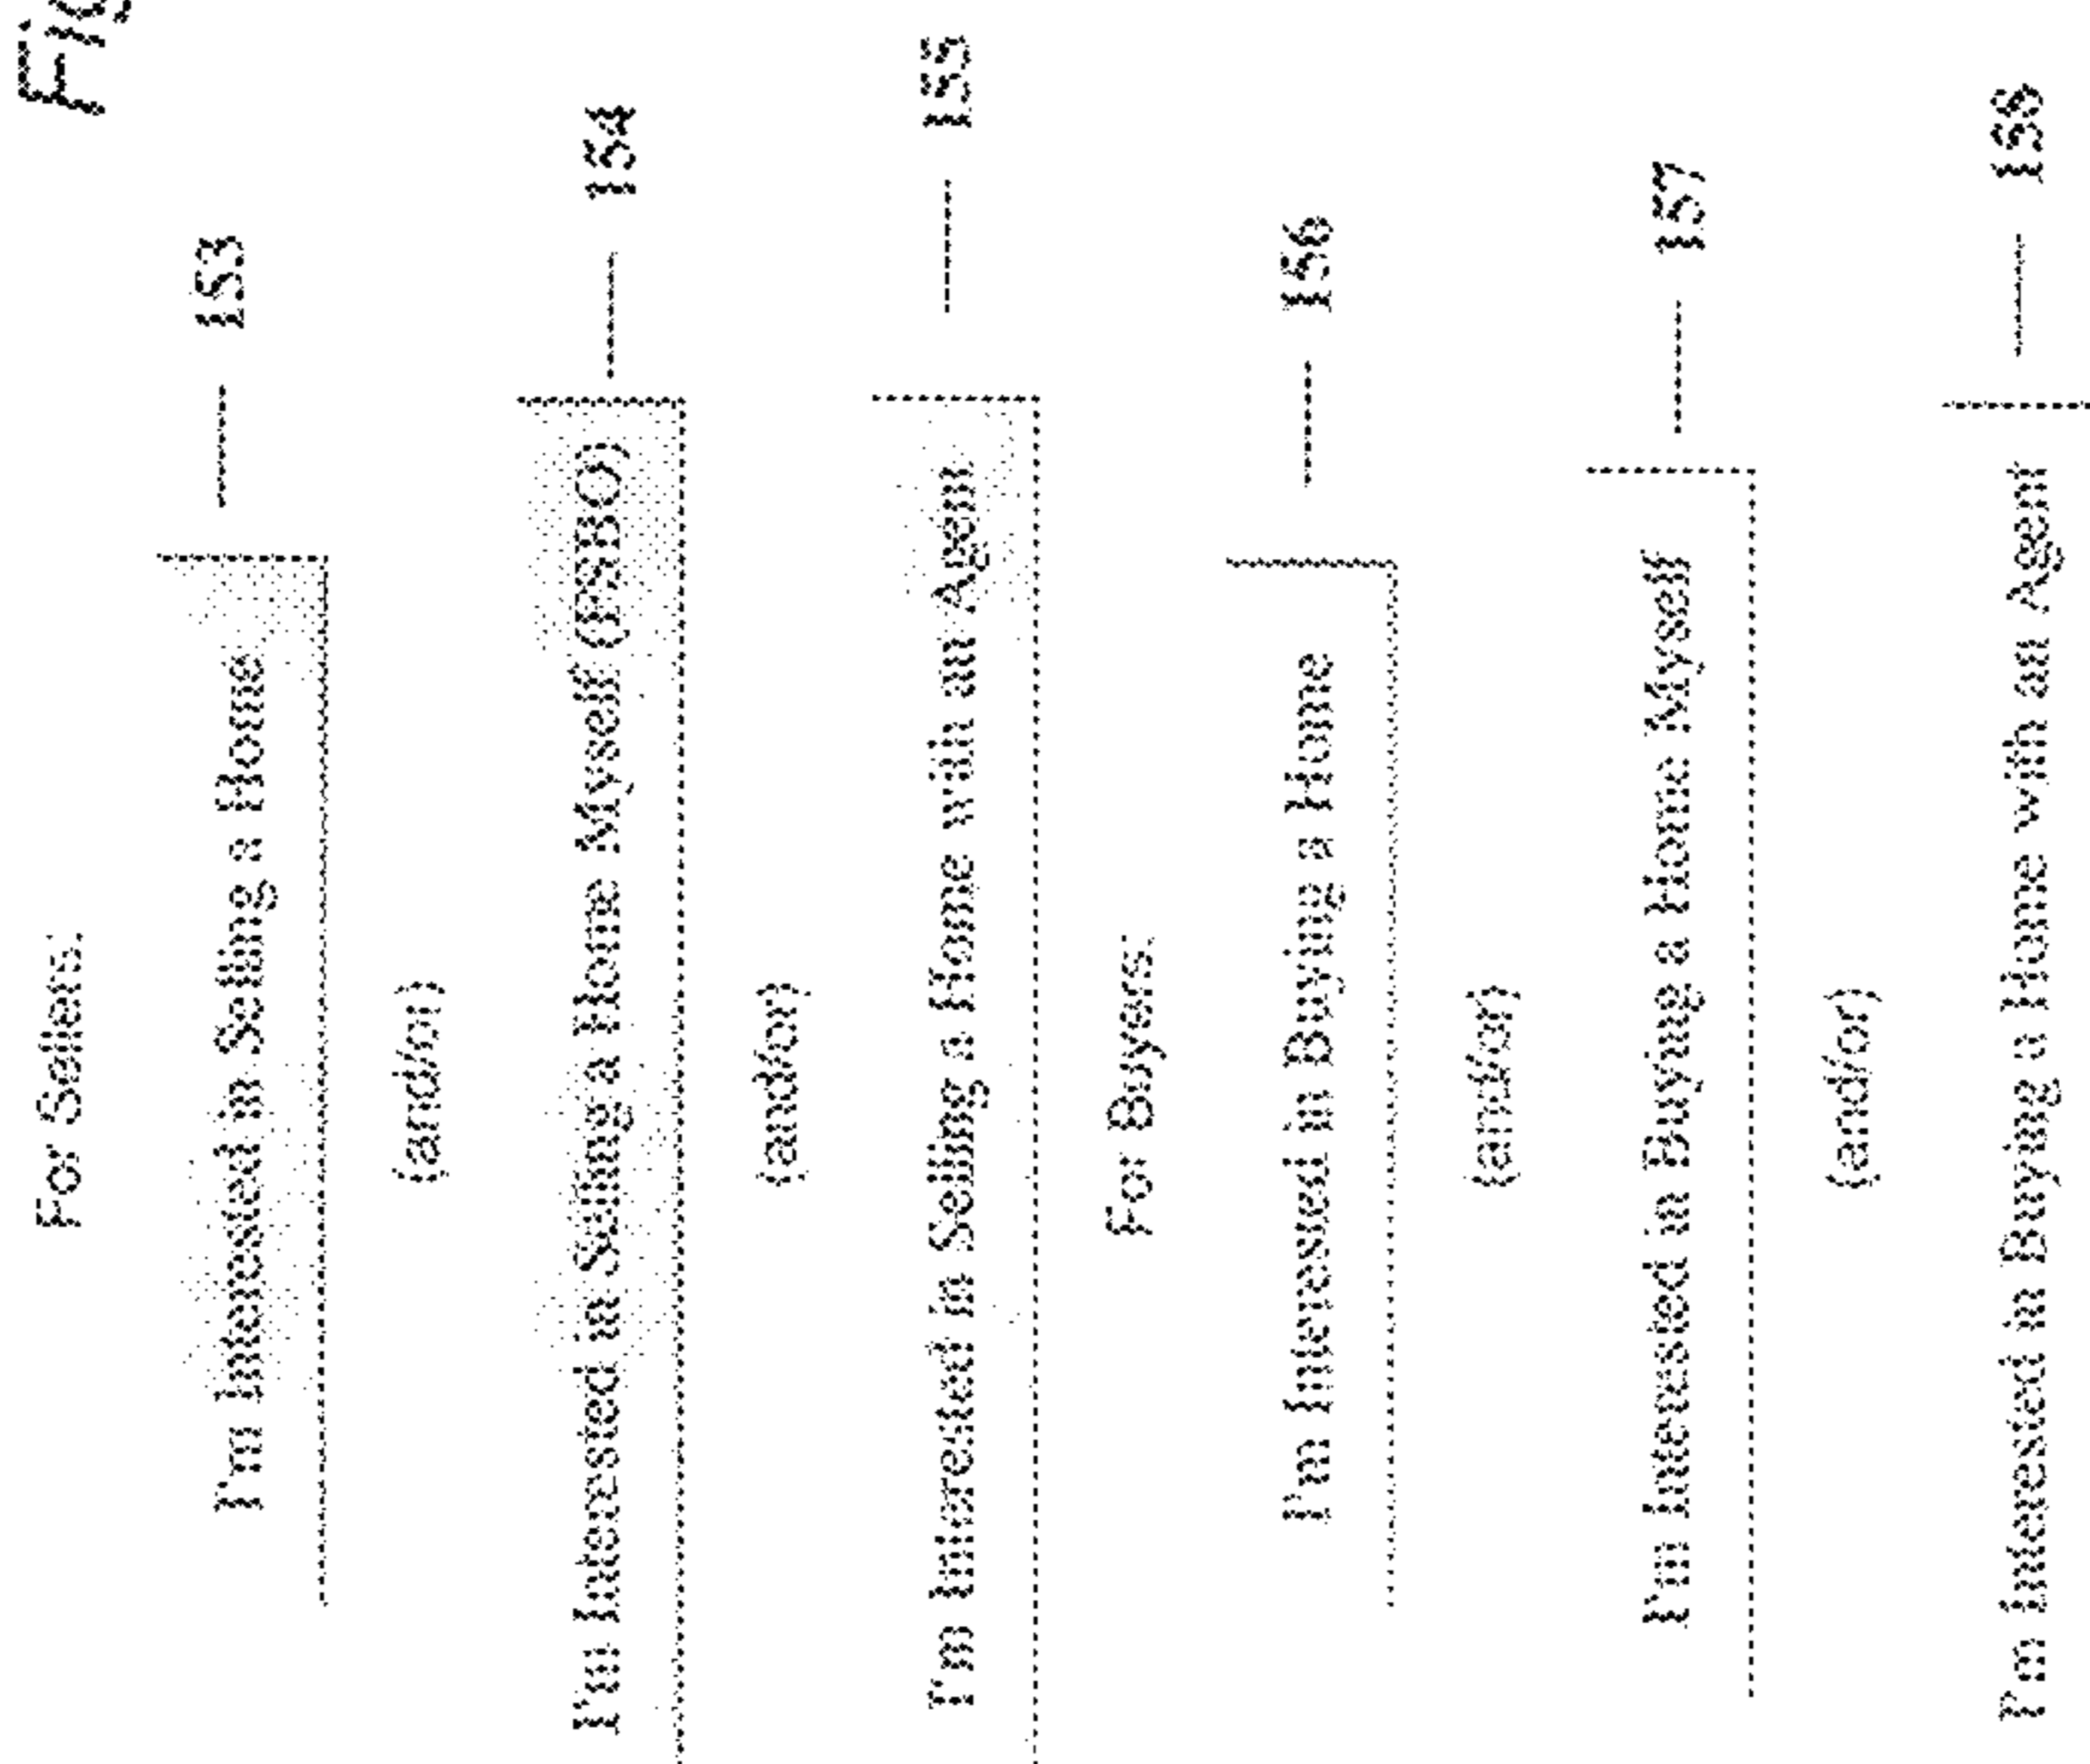 For Sellers:
I'm Interested in Selling a Home
153
(and/or)
I'm Interested in Selling a Home Myself (FSBO)
154
(and/or)
I'm Interested in Selling a Home with an Agent
155
For Buyers:
I'm Interested in Buying a Home
156
(and/or)
I'm Interested in Buying a Home Myself
157
(and/or)
I'm Interested in Buying a Home with an Agent
158